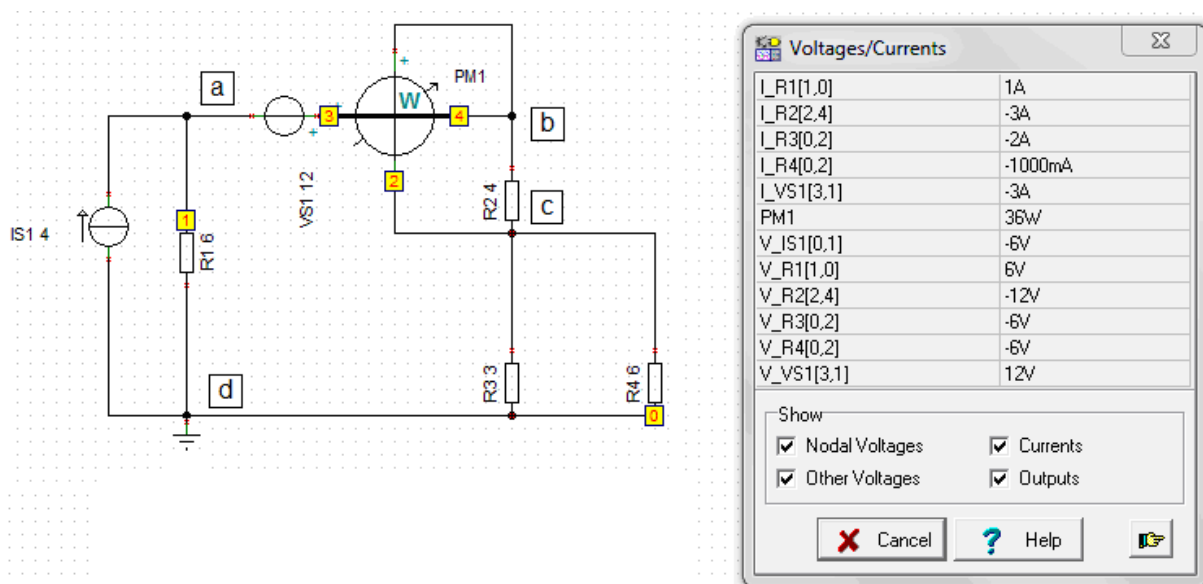 PM1
+
W
a
3
+
4
b
+
2
VS1 12
R2 4
c
IS1 4
1
R1 6
d
R3 3
R4 6
0
Voltages/Currents
I_R1[1,0] 1A
I_R2[2,4] -3A
I_R3[0,2] -2A
I_R4[0,2] -1000mA
I_VS1[3,1] -3A
PM1 36W
V_IS1[0,1] -6V
V_R1[1,0] 6V
V_R2[2,4] -12V
V_R3[0,2] -6V
V_R4[0,2] -6V
V_VS1[3,1] 12V
Show
Nodal Voltages Currents
Other Voltages Outputs
Cancel ? Help